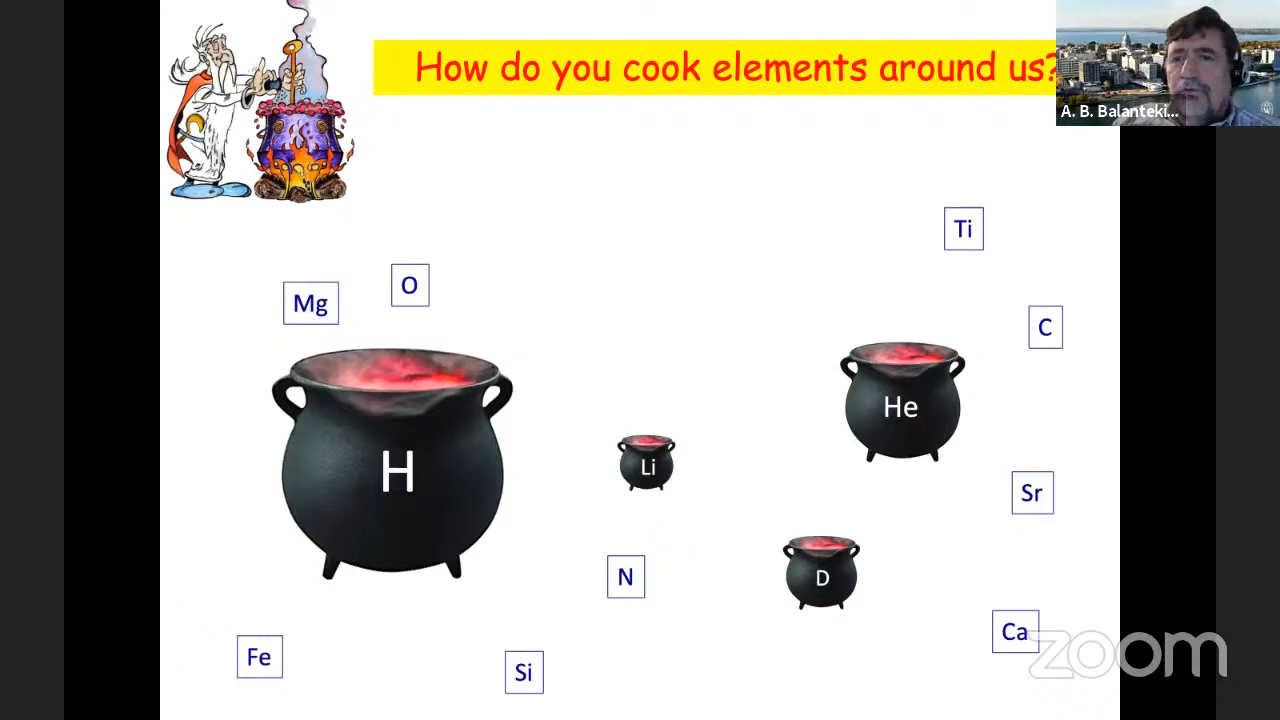 How do you cook elements around us?
A. B. Balanteki...
Ti
O
Mg
C
He
H
Li
Sr
N
D
Ca
zoom
Fe
Si